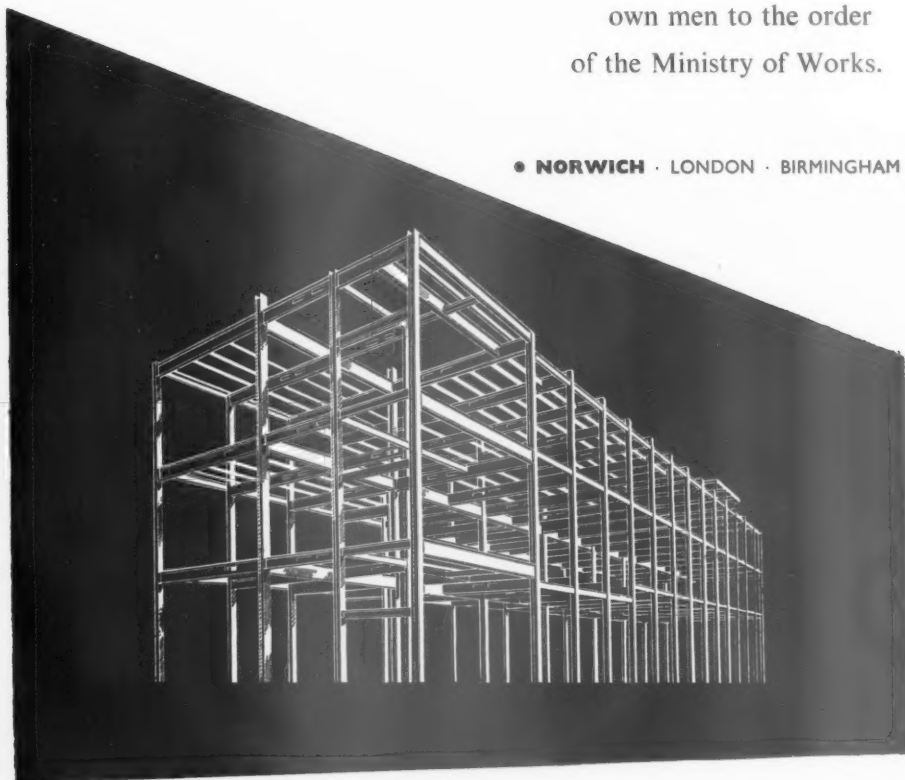 own men to the order
of the Ministry of Works.
• NORWICH · LONDON · BIRMINGHAM